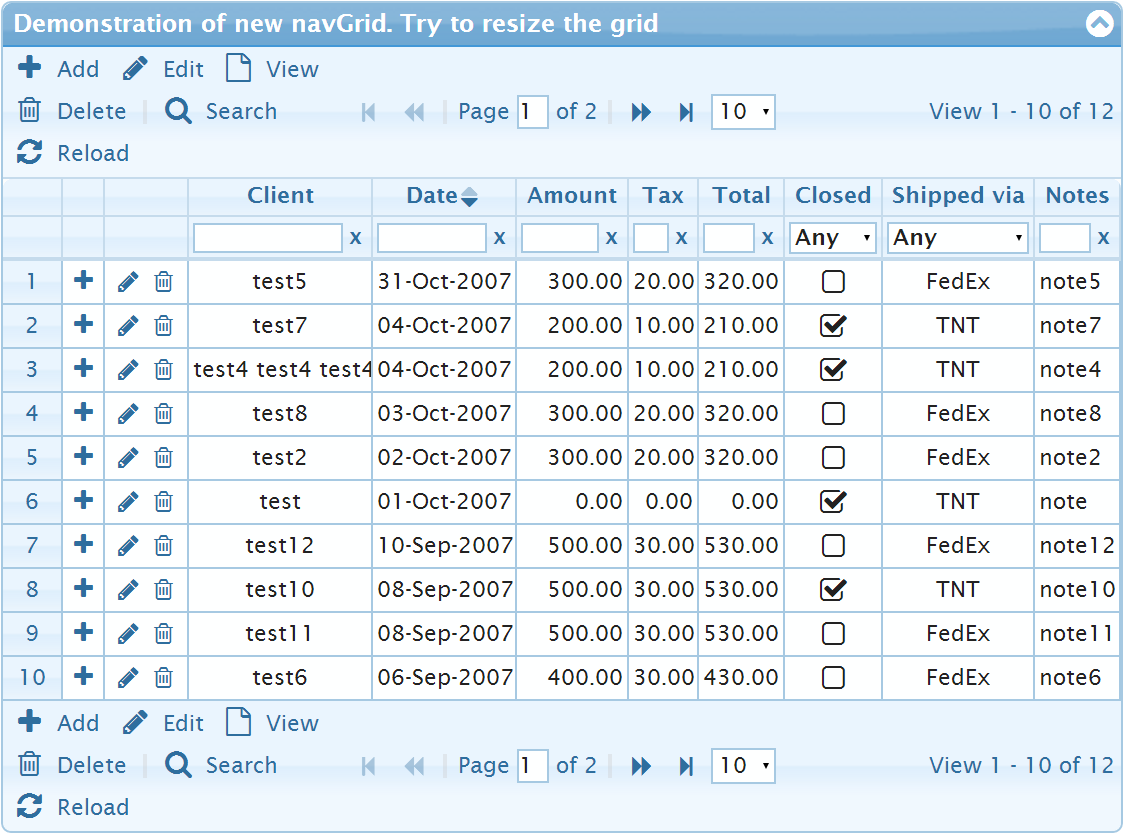 Demonstration of new navGrid. Try to resize the grid
Add Edit View
Delete Search Page 1 of 2 10 View 1 - 10 of 12
Reload
Client Date Amount Tax Total Closed Shipped via Notes
x x x x x Any Any x
1 test5 31-Oct-2007 300.00 20.00 320.00 FedEx note5
2 test7 04-Oct-2007 200.00 10.00 210.00 TNT note7
3 test4 test4 test4 04-Oct-2007 200.00 10.00 210.00 TNT note4
4 test8 03-Oct-2007 300.00 20.00 320.00 FedEx note8
5 test2 02-Oct-2007 300.00 20.00 320.00 FedEx note2
6 test 01-Oct-2007 0.00 0.00 0.00 TNT note
7 test12 10-Sep-2007 500.00 30.00 530.00 FedEx note12
8 test10 08-Sep-2007 500.00 30.00 530.00 TNT note10
9 test11 08-Sep-2007 500.00 30.00 530.00 FedEx note11
10 test6 06-Sep-2007 400.00 30.00 430.00 FedEx note6
Add Edit View
Delete Search Page 1 of 2 10 View 1 - 10 of 12
Reload